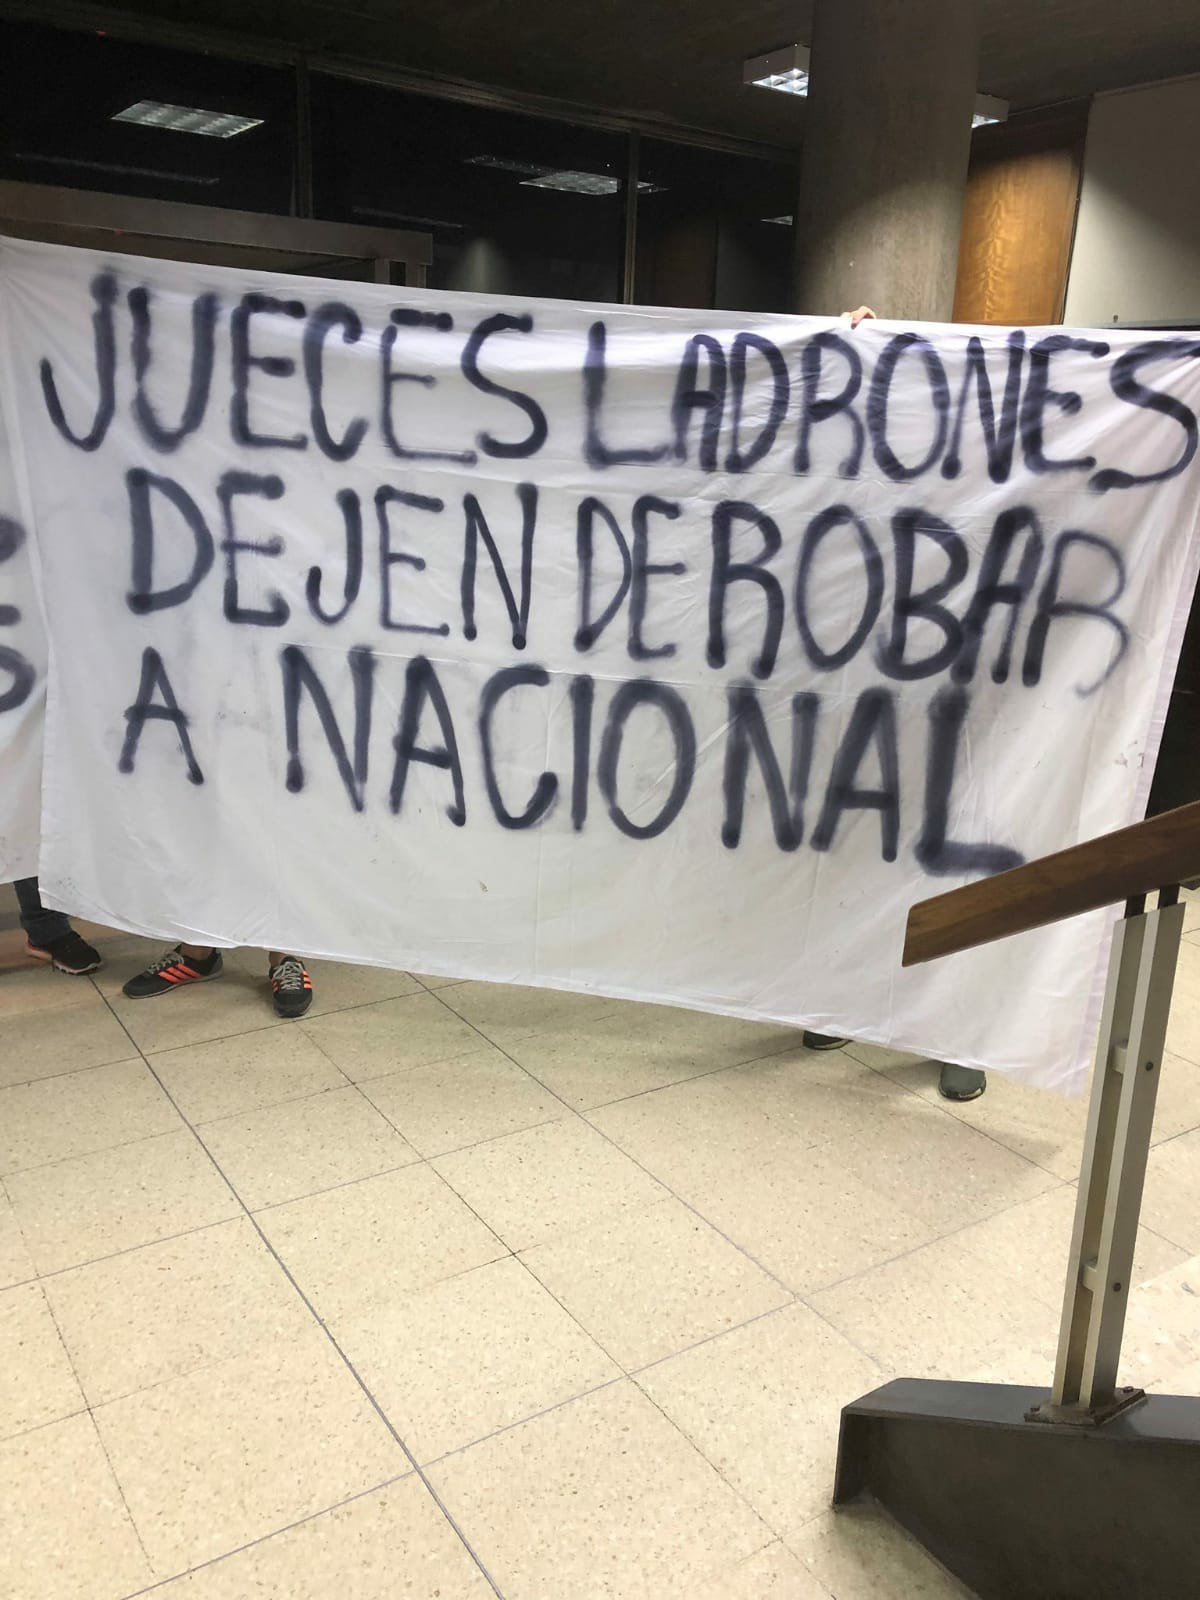 JUECES LADRONES
DEJEN DE ROBAR
A NACIONAL